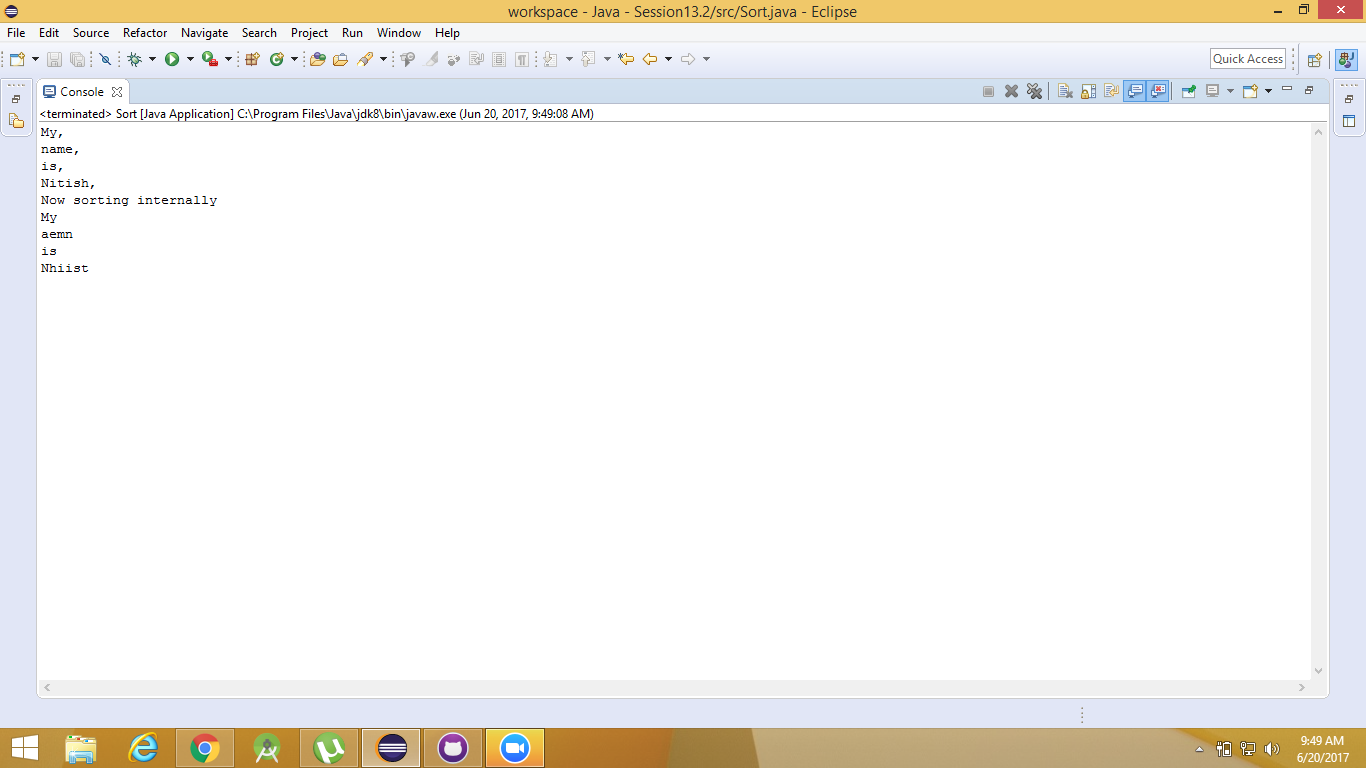 workspace - Java - Session13.2/src/Sort.java - Eclipse
File Edit Source Refactor Navigate Search Project Run Window Help
Quick Access
Console
<terminated> Sort [Java Application] C:\Program Files\Java\jdk8\bin\javaw.exe (Jun 20, 2017, 9:49:08 AM)
My,
name,
is,
Nitish,
Now sorting internally
My
aemn
is
Nhiist
9:49 AM
6/20/2017